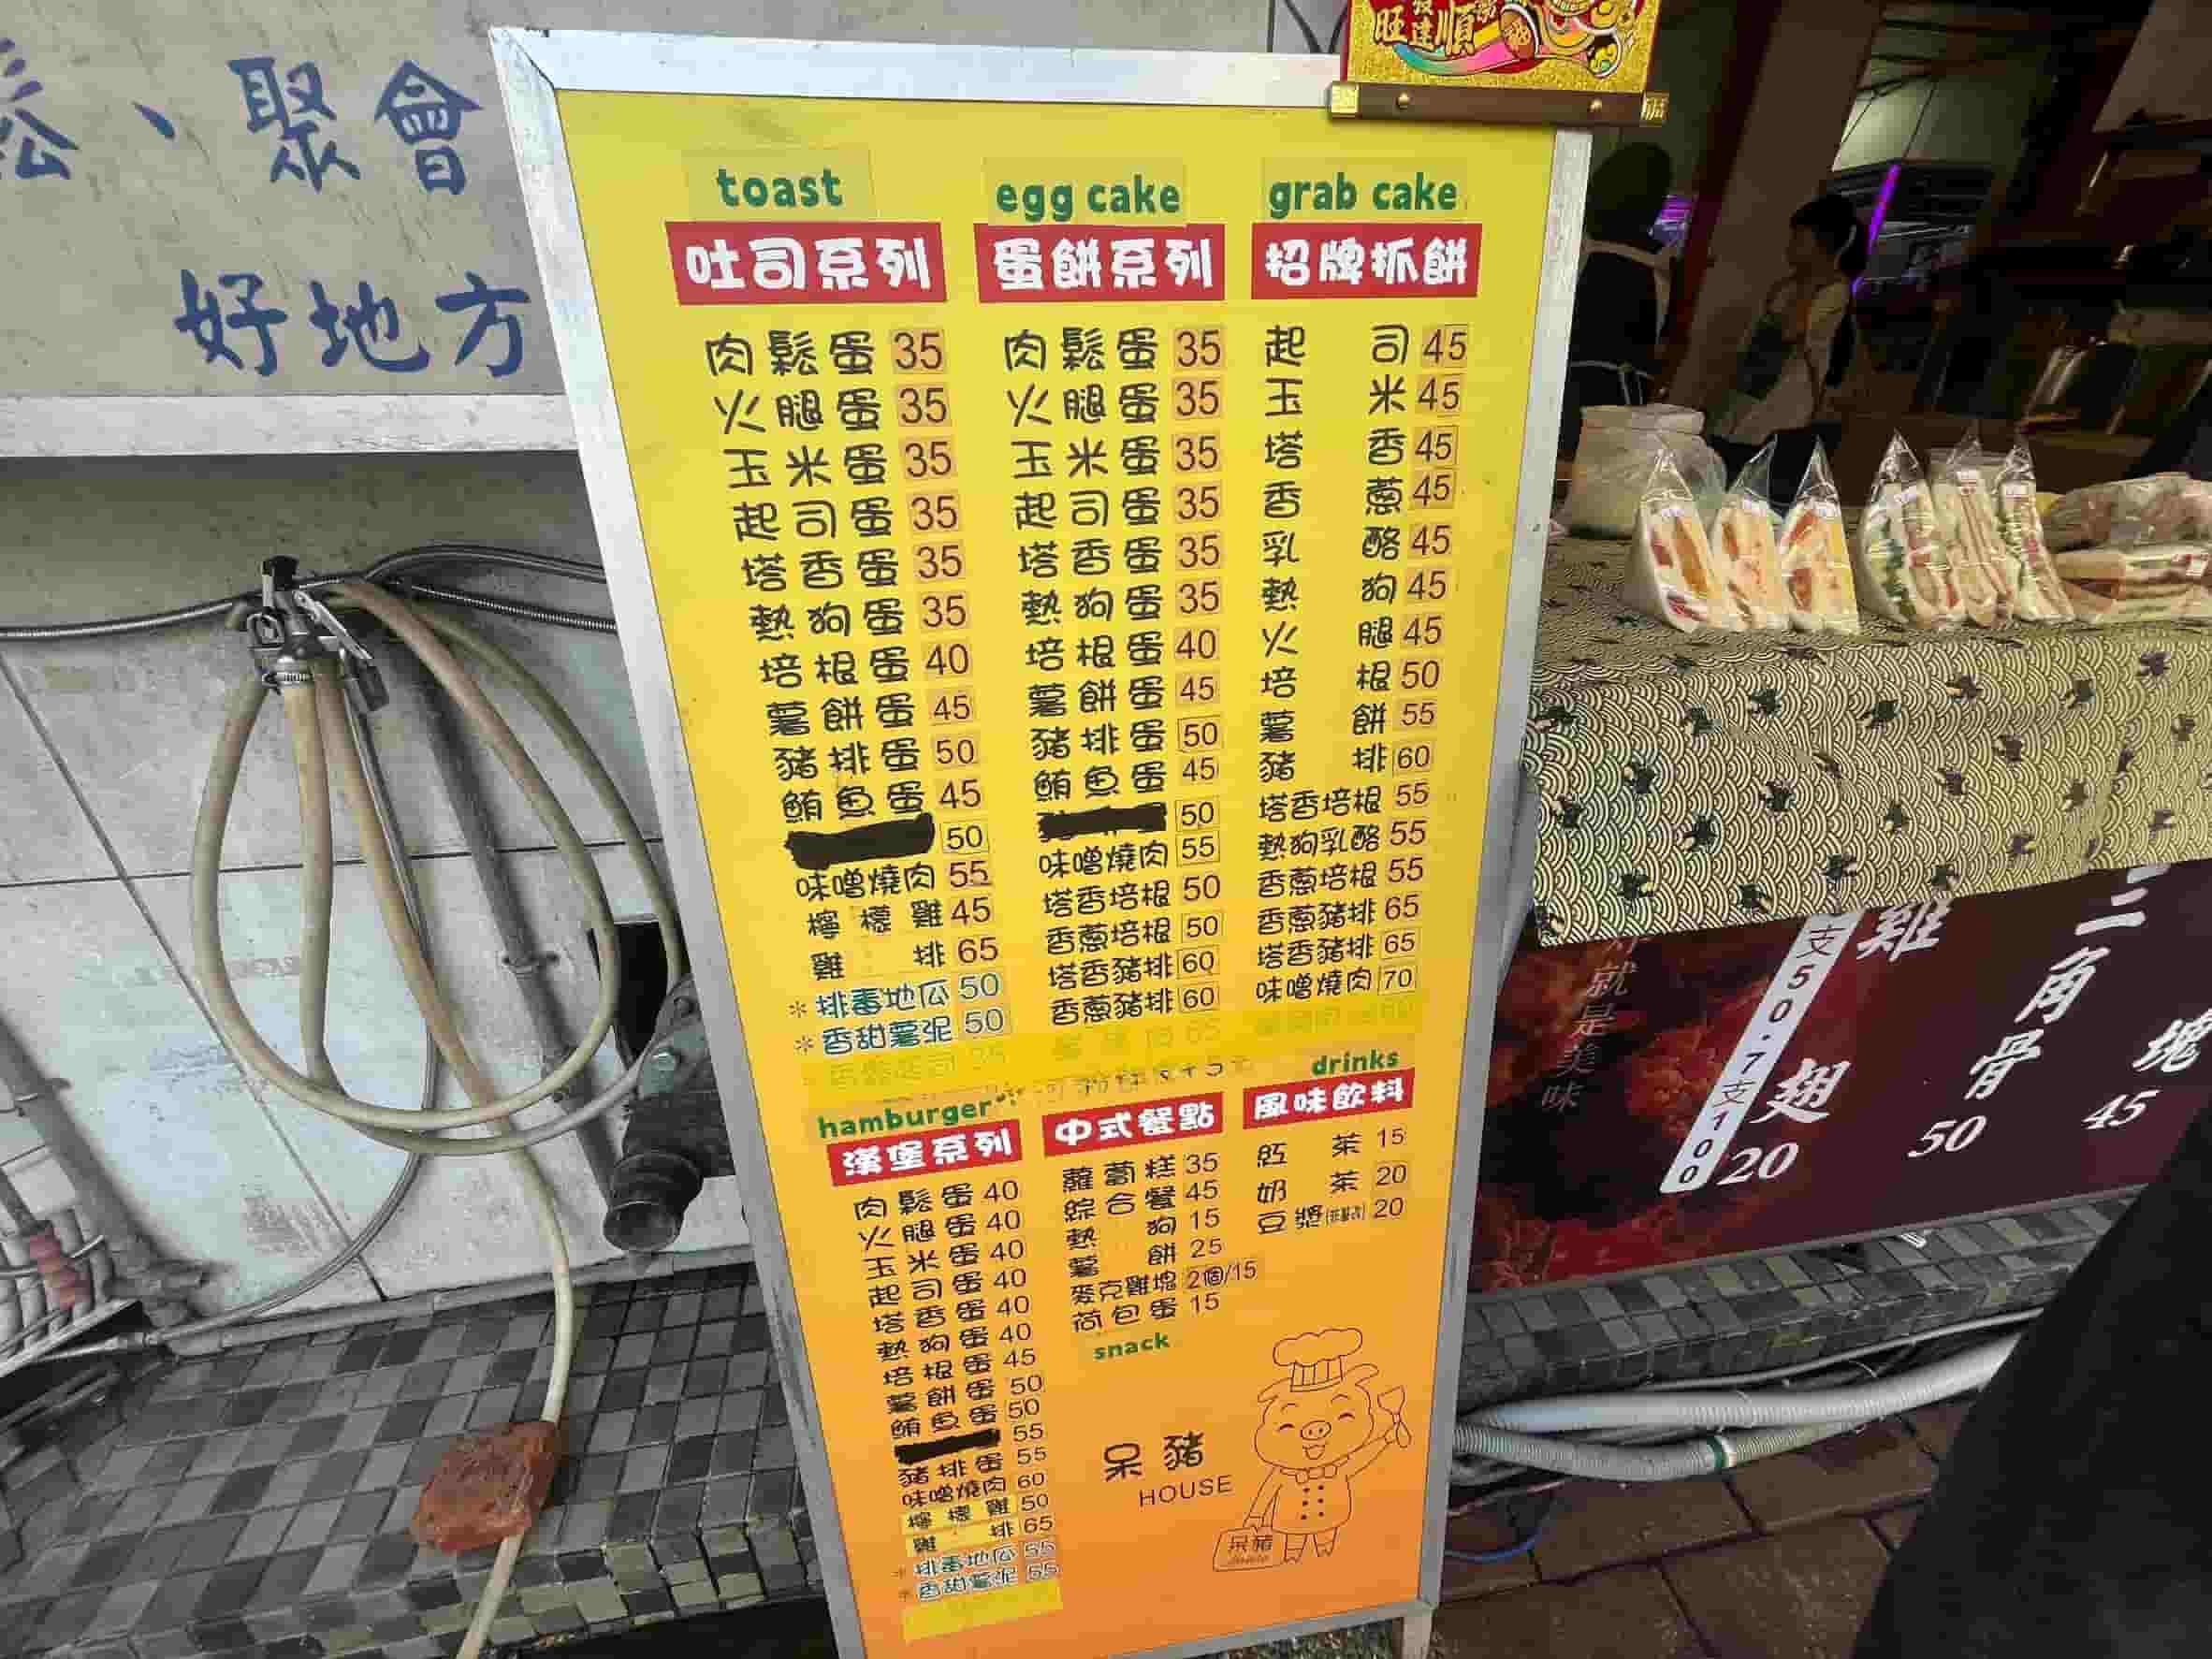 鬆、聚會
好地方
旺 發達 順
toast
吐司系列
肉鬆蛋 35
火腿蛋 35
玉米蛋 35
起司蛋 35
塔香蛋 35
熱狗蛋 35
培根蛋 40
薯餅蛋 45
豬排蛋 50
鮪魚蛋 45
50
味噌燒肉 55
檸檬雞 45
雞排 65
*排番地瓜 50
*香甜薯泥 50
egg cake
蛋餅系列
肉鬆蛋 35
火腿蛋 35
玉米蛋 35
起司蛋 35
塔香蛋 35
熱狗蛋 35
培根蛋 40
薯餅蛋 45
豬排蛋 50
鮪魚蛋 45
50
味噌燒肉 55
塔香培根 50
香蔥培根 50
塔香豬排 60
香蔥豬排 60
grab cake
招牌抓餅
起司 45
玉米 45
塔香 45
香蔥 45
乳酪 45
熱狗 45
火腿 45
培根 50
薯餅 55
豬排 60
塔香培根 55
熱狗乳酪 55
香蔥培根 55
香蔥豬排 65
塔香豬排 65
味噌燒肉 70
hamburger
漢堡系列
肉鬆蛋 40
火腿蛋 40
玉米蛋 40
起司蛋 40
塔香蛋 40
熱狗蛋 40
培根蛋 45
薯餅蛋 50
鮪魚蛋 50
55
豬排蛋 55
味噌燒肉 60
檸檬雞 50
雞排 65
*排番地瓜 55
*香甜薯泥 55
中式餐點
蘿蔔糕 35
綜合餐 45
熱狗 15
薯餅 25
麥克雞塊 2個/15
荷包蛋 15
snack
drinks
風味飲料
紅茶 15
奶茶 20
豆漿 20
呆豬
HOUSE
呆豬
就是美味
支50.7支100
雞翅 20
三角骨 50
塊 45